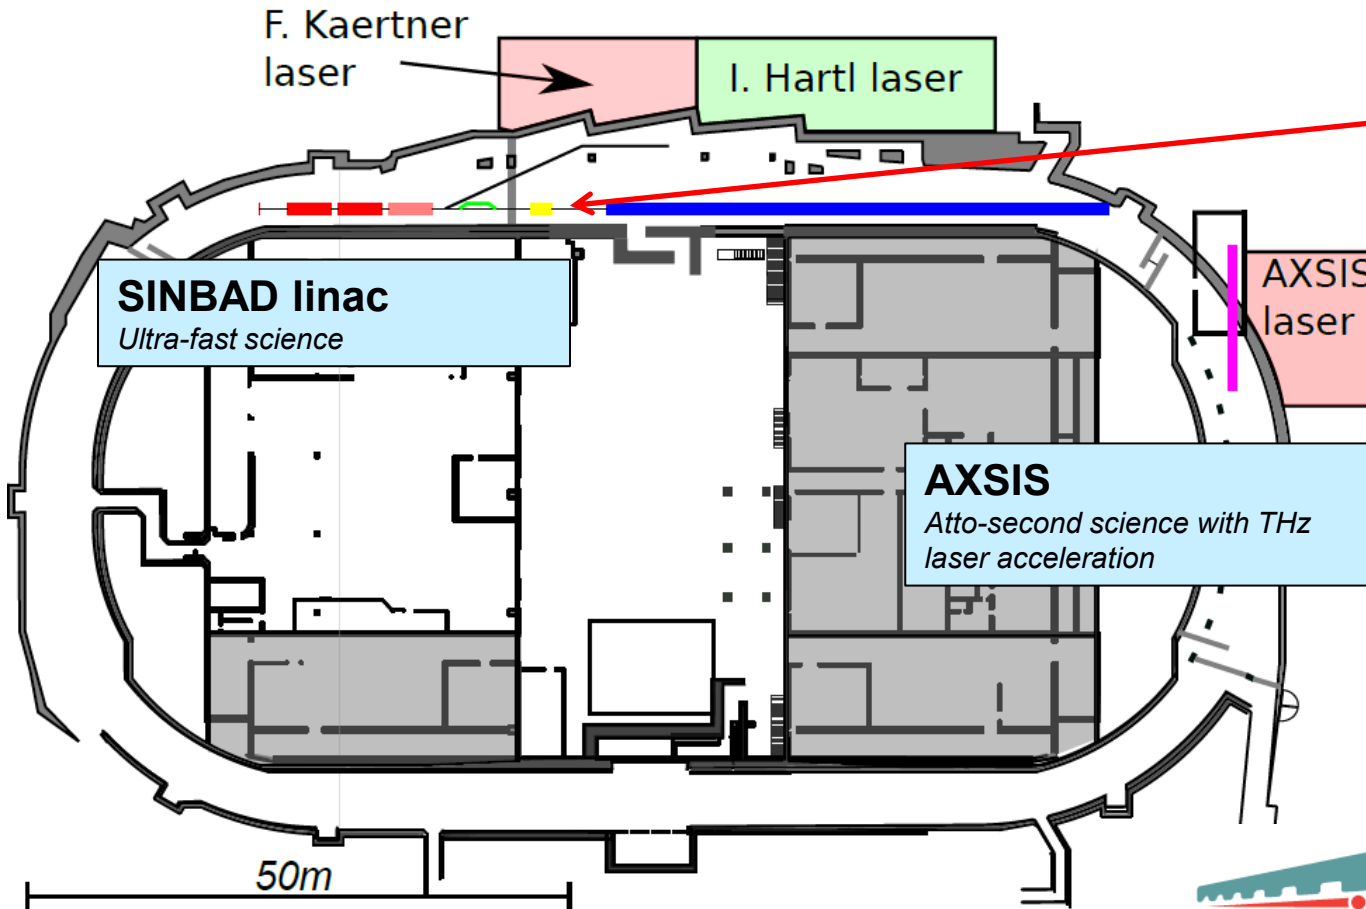 F. Kaertner
laser
I. Hartl laser
SINBAD linac
Ultra-fast science
AXSIS
laser
AXSIS
Atto-second science with THz
laser acceleration
50m